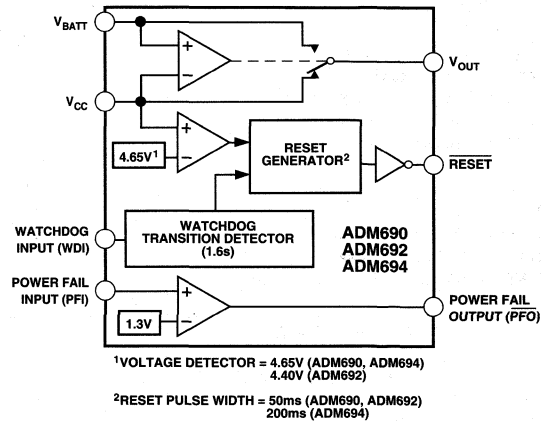 V_BATT
V_OUT
V_CC
4.65V¹
RESET
GENERATOR²
RESET
WATCHDOG
INPUT (WDI)
WATCHDOG
TRANSITION DETECTOR
(1.6s)
ADM690
ADM692
ADM694
POWER FAIL
INPUT (PFI)
1.3V
POWER FAIL
OUTPUT (PFO)
¹VOLTAGE DETECTOR = 4.65V (ADM690, ADM694)
4.40V (ADM692)
²RESET PULSE WIDTH = 50ms (ADM690, ADM692)
200ms (ADM694)